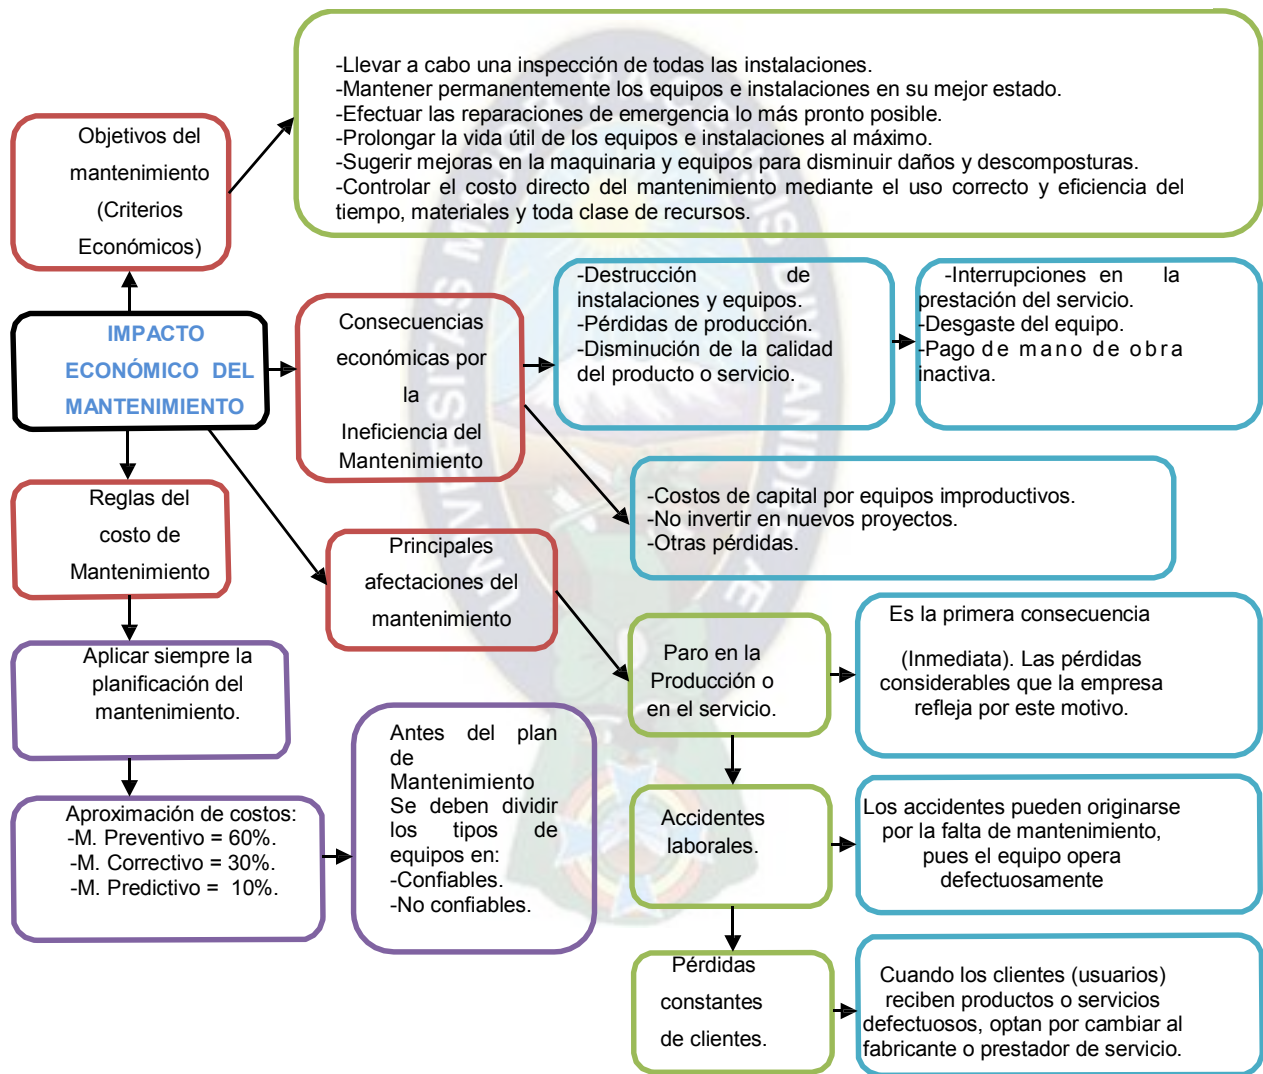 -Llevar a cabo una inspección de todas las instalaciones.
-Mantener permanentemente los equipos e instalaciones en su mejor estado.
-Efectuar las reparaciones de emergencia lo más pronto posible.
-Prolongar la vida útil de los equipos e instalaciones al máximo.
-Sugerir mejoras en la maquinaria y equipos para disminuir daños y descomposturas.
-Controlar el costo directo del mantenimiento mediante el uso correcto y eficiencia del
tiempo, materiales y toda clase de recursos.
Objetivos del
mantenimiento
(Criterios
Económicos)
IMPACTO
ECONÓMICO DEL
MANTENIMIENTO
Consecuencias
económicas por
la
Ineficiencia del
Mantenimiento
-Destrucción de
instalaciones y equipos.
-Pérdidas de producción.
-Disminución de la calidad
del producto o servicio.
-Interrupciones en la
prestación del servicio.
-Desgaste del equipo.
-Pago de mano de obra
inactiva.
-Costos de capital por equipos improductivos.
-No invertir en nuevos proyectos.
-Otras pérdidas.
Reglas del
costo de
Mantenimiento
Principales
afectaciones del
mantenimiento
Aplicar siempre la
planificación del
mantenimiento.
Aproximación de costos:
-M. Preventivo = 60%.
-M. Correctivo = 30%.
-M. Predictivo = 10%.
Antes del plan
de
Mantenimiento
Se deben dividir
los tipos de
equipos en:
-Confiables.
-No confiables.
Paro en la
Producción o
en el servicio.
Es la primera consecuencia
(Inmediata). Las pérdidas
considerables que la empresa
refleja por este motivo.
Accidentes
laborales.
Los accidentes pueden originarse
por la falta de mantenimiento,
pues el equipo opera
defectuosamente
Pérdidas
constantes
de clientes.
Cuando los clientes (usuarios)
reciben productos o servicios
defectuosos, optan por cambiar al
fabricante o prestador de servicio.